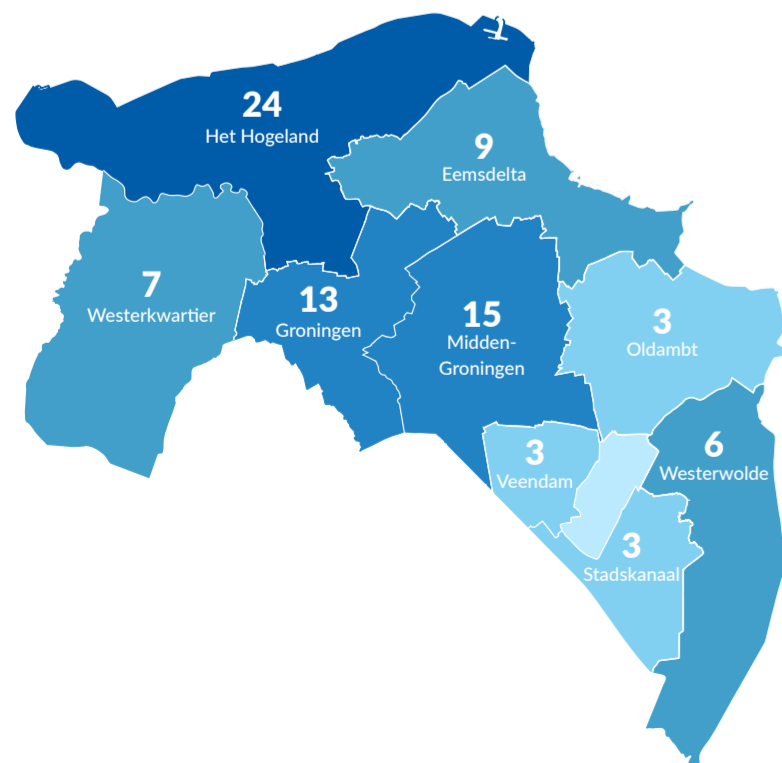 24
Het Hogeland
9
Eemsdelta
7
Westerkwartier
13
Groningen
15
Midden-
Groningen
3
Oldambt
3
Veendam
6
Westerwolde
3
Stadskanaal